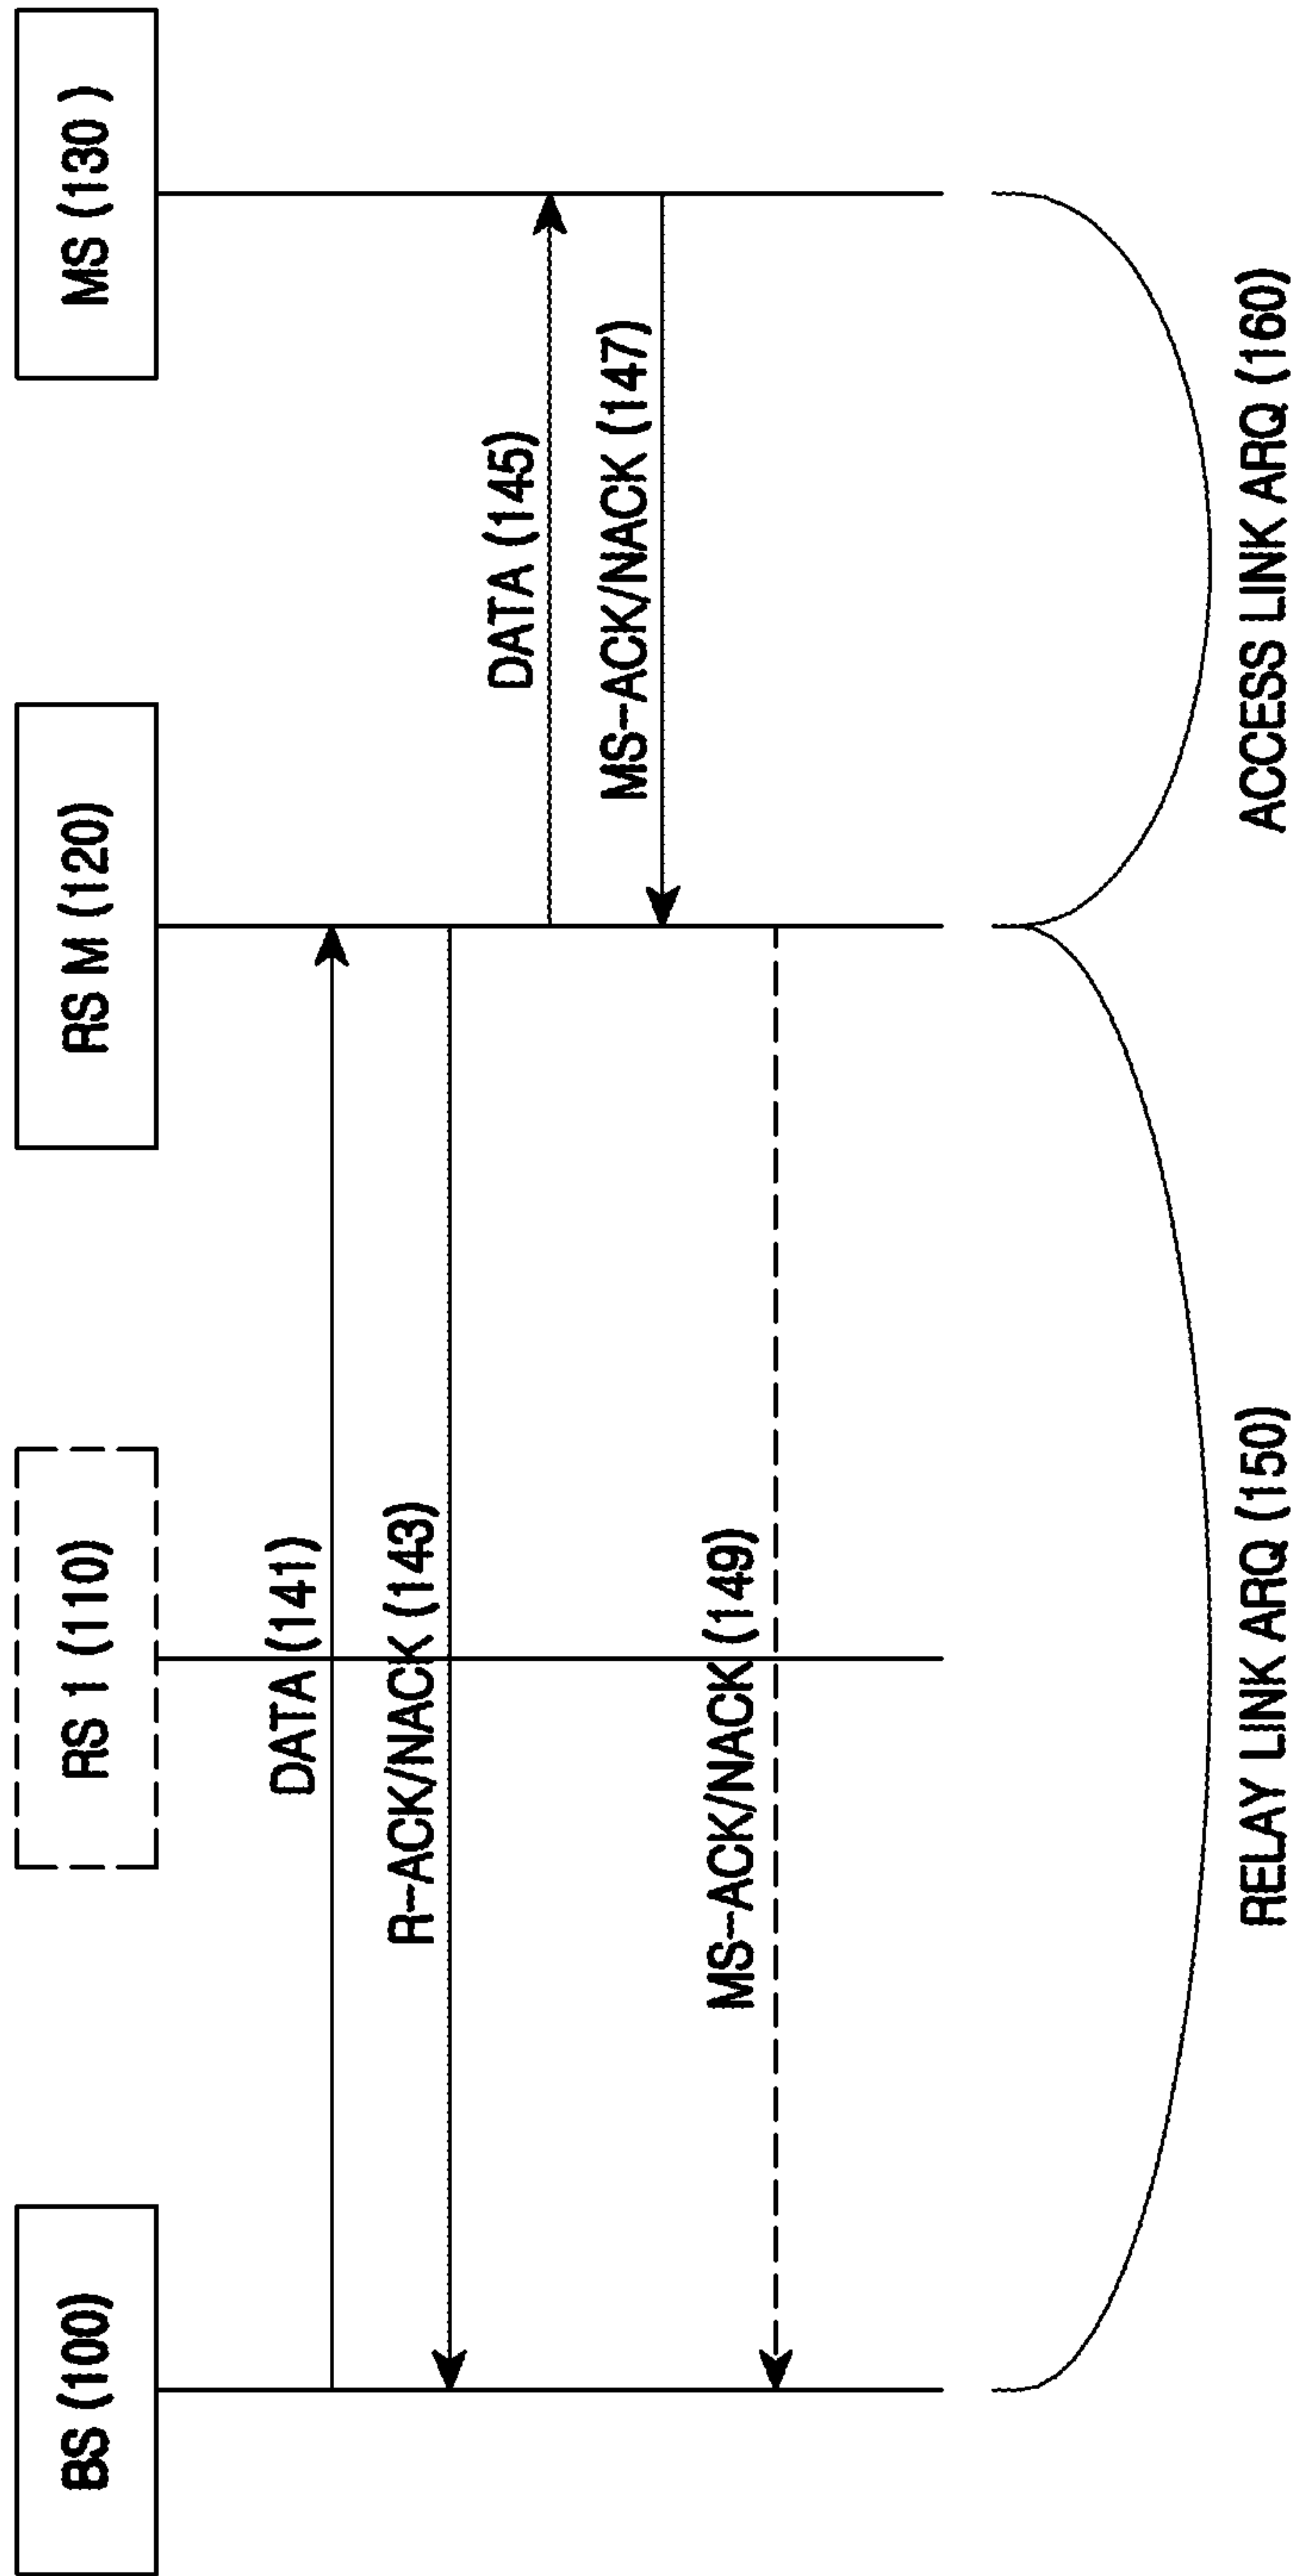 BS (100)
RS 1 (110)
RS M (120)
MS (130 )
DATA (141)
R-ACK/NACK (143)
DATA (145)
MS-ACK/NACK (147)
MS-ACK/NACK (149)
RELAY LINK ARQ (150)
ACCESS LINK ARQ (160)